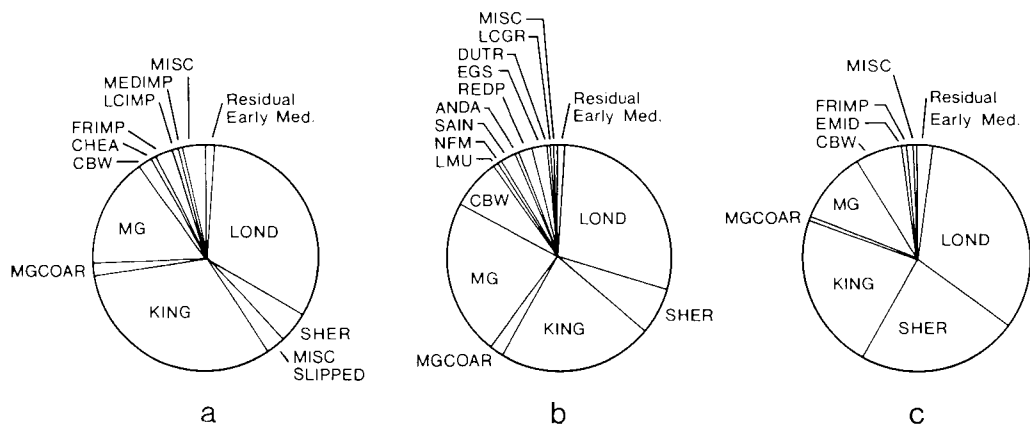 MISC
MEDIMP
LCIMP
FRIMP
CHEA
CBW
Residual
Early Med.
LOND
MG
MGCOAR
KING
SHER
MISC
SLIPPED
a
MISC
LCGR
DUTR
EGS
REDP
ANDA
SAIN
NFM
LMU
Residual
Early Med.
CBW
LOND
MG
SHER
KING
MGCOAR
b
MISC
FRIMP
EMID
CBW
Residual
Early Med.
MG
MGCOAR
LOND
KING
SHER
c